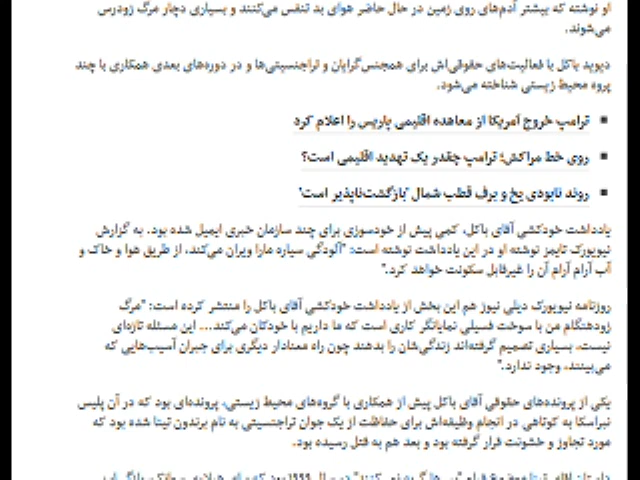 او نوشته که بیشتر آدم‌های روی زمین در حال حاضر هوای بد تنفس می‌کنند و بسیاری دچار مرگ زودرس
می‌شوند.
دیوید باکل با فعالیت‌های حقوقی‌اش برای همجنس‌گرایان و تراجنسیتی‌ها و در دوره‌های بعدی همکاری با چند
پروه محیط زیستی شناخته می‌شود.
ترامپ خروج آمریکا از معاهده اقلیمی پاریس را اعلام کرد
روی خط مراکش؛ ترامپ چقدر یک تهدید اقلیمی است؟
روند نابودی یخ و برف قطب شمال 'بازگشت‌ناپذیر است'
یادداشت خودکشی آقای باکل، کمی پیش از خودسوزی برای چند سازمان خبری ایمیل شده بود. به گزارش
نیویورک تایمز نوشته او در این یادداشت نوشته است: "آلودگی سیاره مارا ویران می‌کند، از طریق هوا و خاک و
آب آرام آرام آن را غیرقابل سکونت خواهد کرد."
روزنامه نیویورک دیلی نیوز هم این بخش از یادداشت خودکشی آقای باکل را منتشر کرده است: "مرگ
زودهنگام من با سوخت فسیلی نمایانگر کاری است که ما داریم با خودکان می‌کند... این مسئله تازه‌ای
نیست، بسیاری تصمیم گرفته‌اند زندگی‌شان را بدهند چون راه معنادار دیگری برای جبران آسیب‌هایی که
می‌بینند، وجود ندارد."
یکی از پرونده‌های حقوقی آقای باکل پیش از همکاری با گروه‌های محیط زیستی، پرونده‌ای بود که در آن پلیس
نبراسکا به کوتاهی در انجام وظیفه‌اش برای حفاظت از یک جوان تراجنسیتی به نام برندون تینا شده بود که
مورد تجاوز و خشونت قرار گرفته بود و بعد هم به قتل رسیده بود.